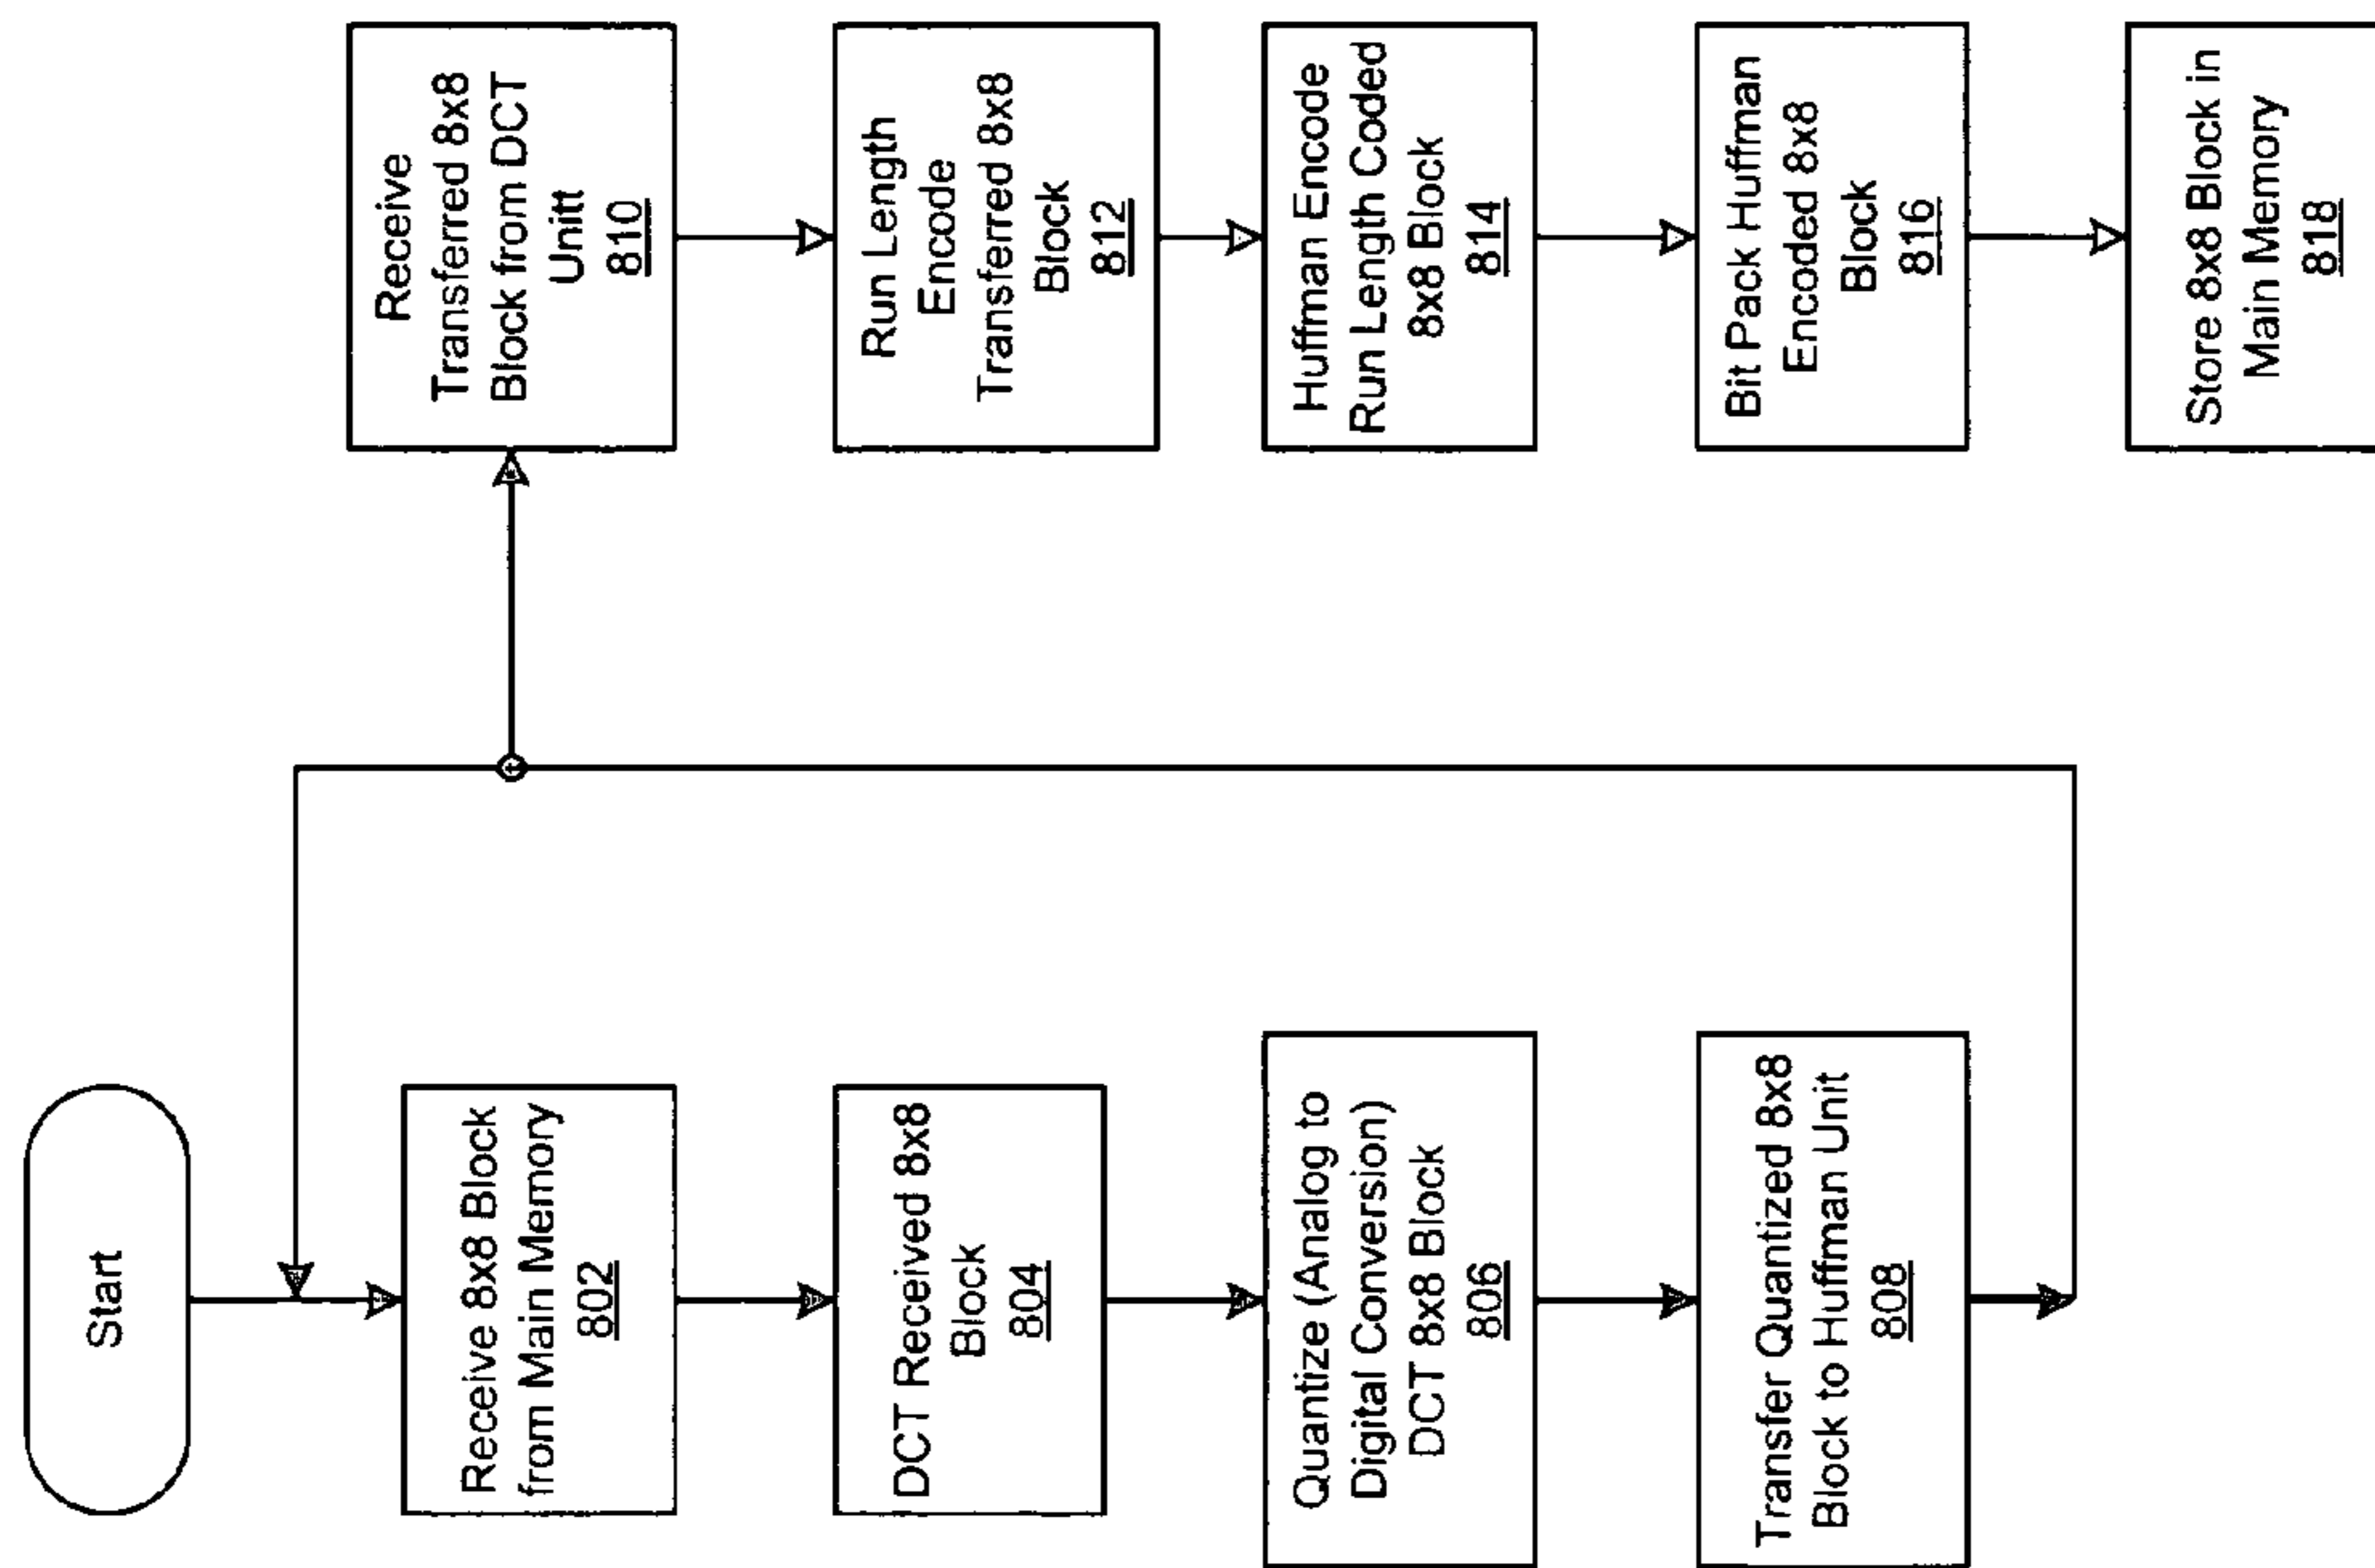 Start
Receive 8x8 Block
from Main Memory
802
DCT Received 8x8
Block
804
Quantize (Analog to
Digital Conversion)
DCT 8x8 Block
806
Transfer Quantized 8x8
Block to Huffman Unit
808
Receive
Transferred 8x8
Block from DCT
Unitt
810
Run Length
Encode
Transferred 8x8
Block
812
Huffman Encode
Run Length Coded
8x8 Block
814
Bit Pack Huffman
Encoded 8x8
Block
816
Store 8x8 Block in
Main Memory
818